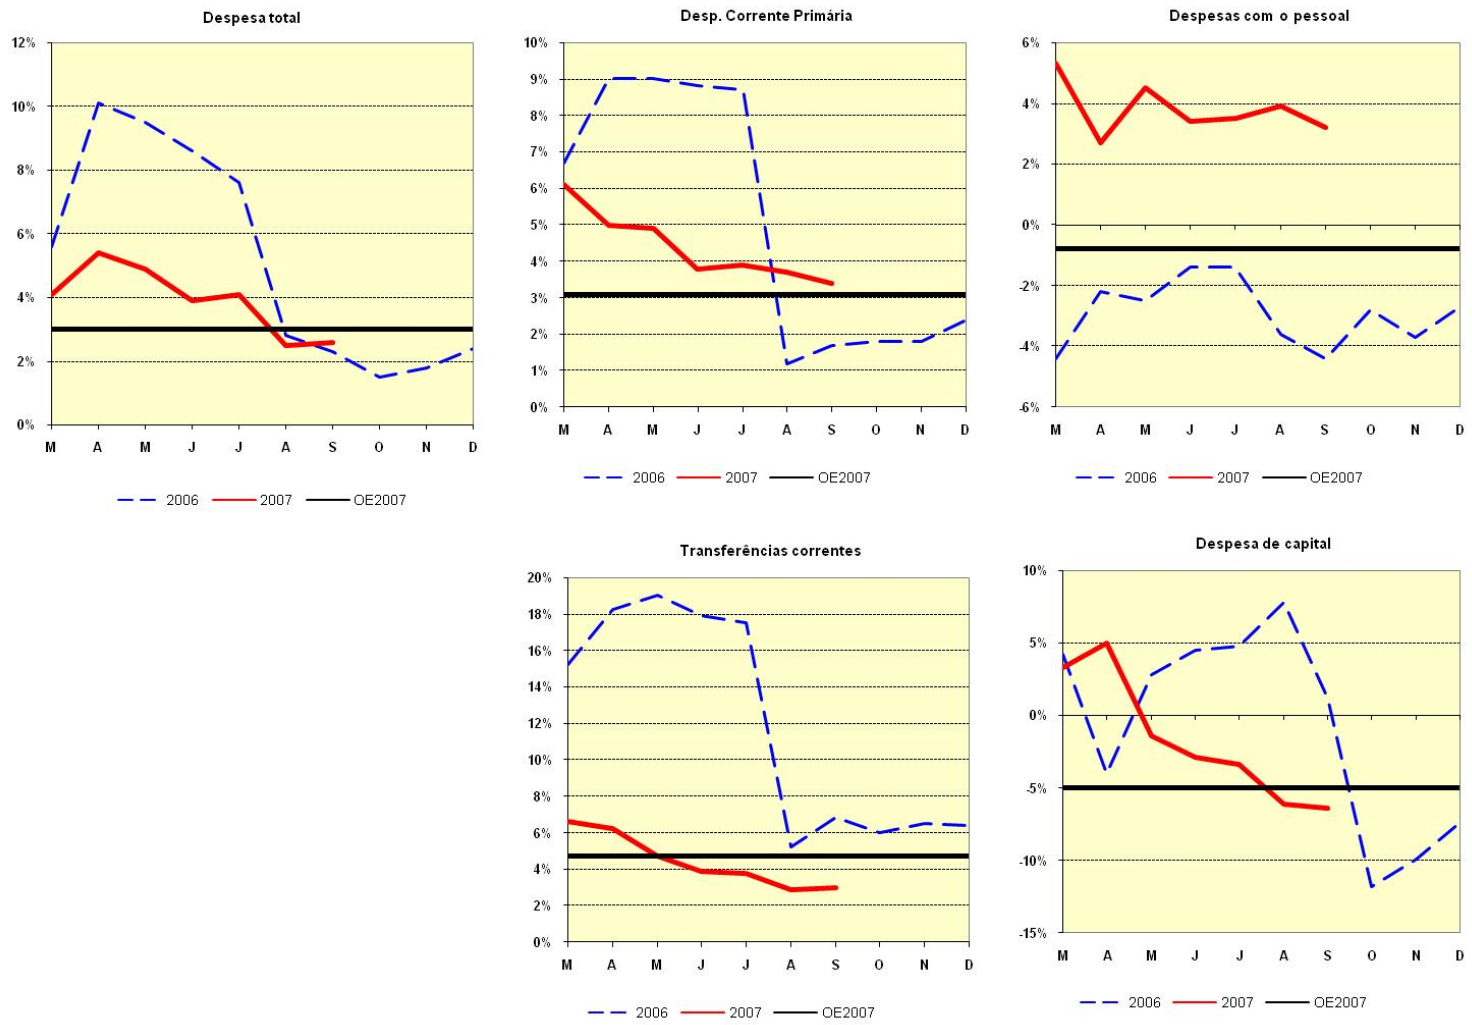 Despesa total
12%
10%
8%
6%
4%
2%
0%
M A M J J A S O N D
2006 2007 OE2007
Desp. Corrente Primária
10%
9%
8%
7%
6%
5%
4%
3%
2%
1%
0%
M A M J J A S O N D
2006 2007 OE2007
Despesas com o pessoal
6%
4%
2%
0%
-2%
-4%
-6%
M A M J J A S O N D
2006 2007 OE2007
Transferências correntes
20%
18%
16%
14%
12%
10%
8%
6%
4%
2%
0%
M A M J J A S O N D
2006 2007 OE2007
Despesa de capital
10%
5%
0%
-5%
-10%
-15%
M A M J J A S O N D
2006 2007 OE2007